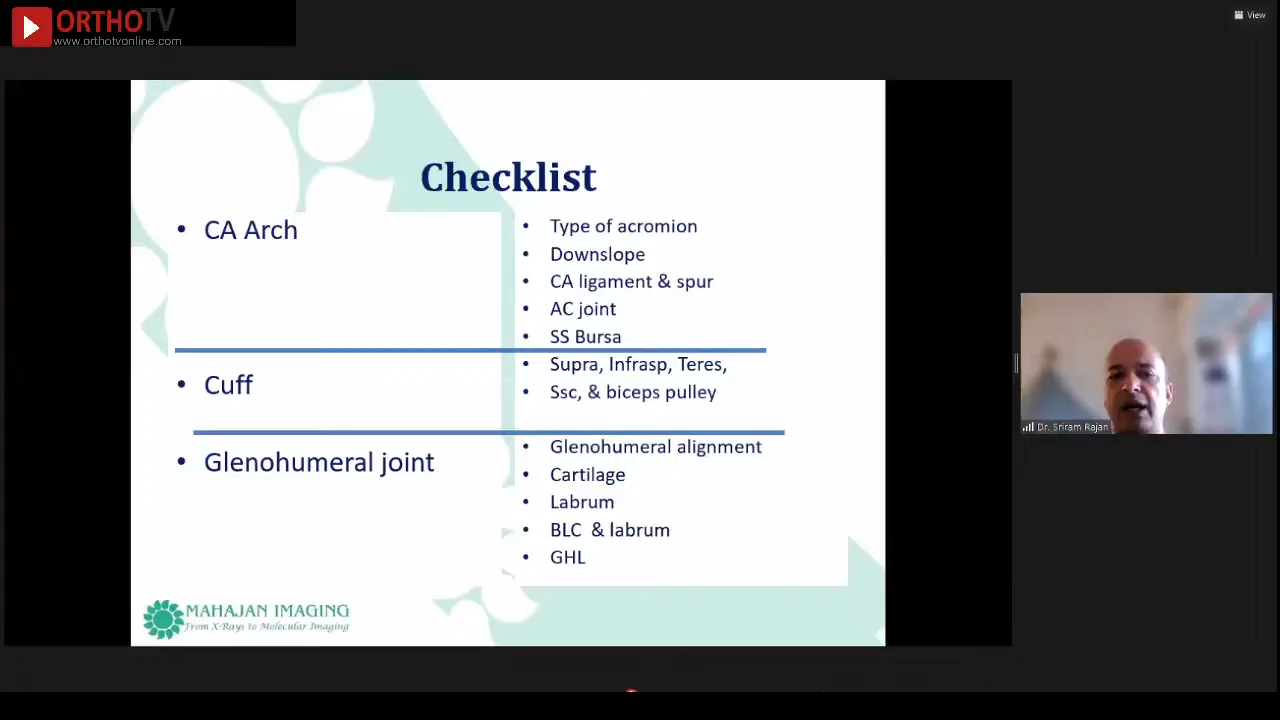 ORTHOTV
www.orthotvonline.com
View
Checklist
• CA Arch
• Type of acromion
• Downslope
• CA ligament & spur
• AC joint
• SS Bursa
• Cuff
• Supra, Infrasp, Teres,
• Ssc, & biceps pulley
• Glenohumeral joint
• Glenohumeral alignment
• Cartilage
• Labrum
• BLC & labrum
• GHL
MAHAJAN IMAGING
From X-Rays to Molecular Imaging
Dr. Sriram Rajan